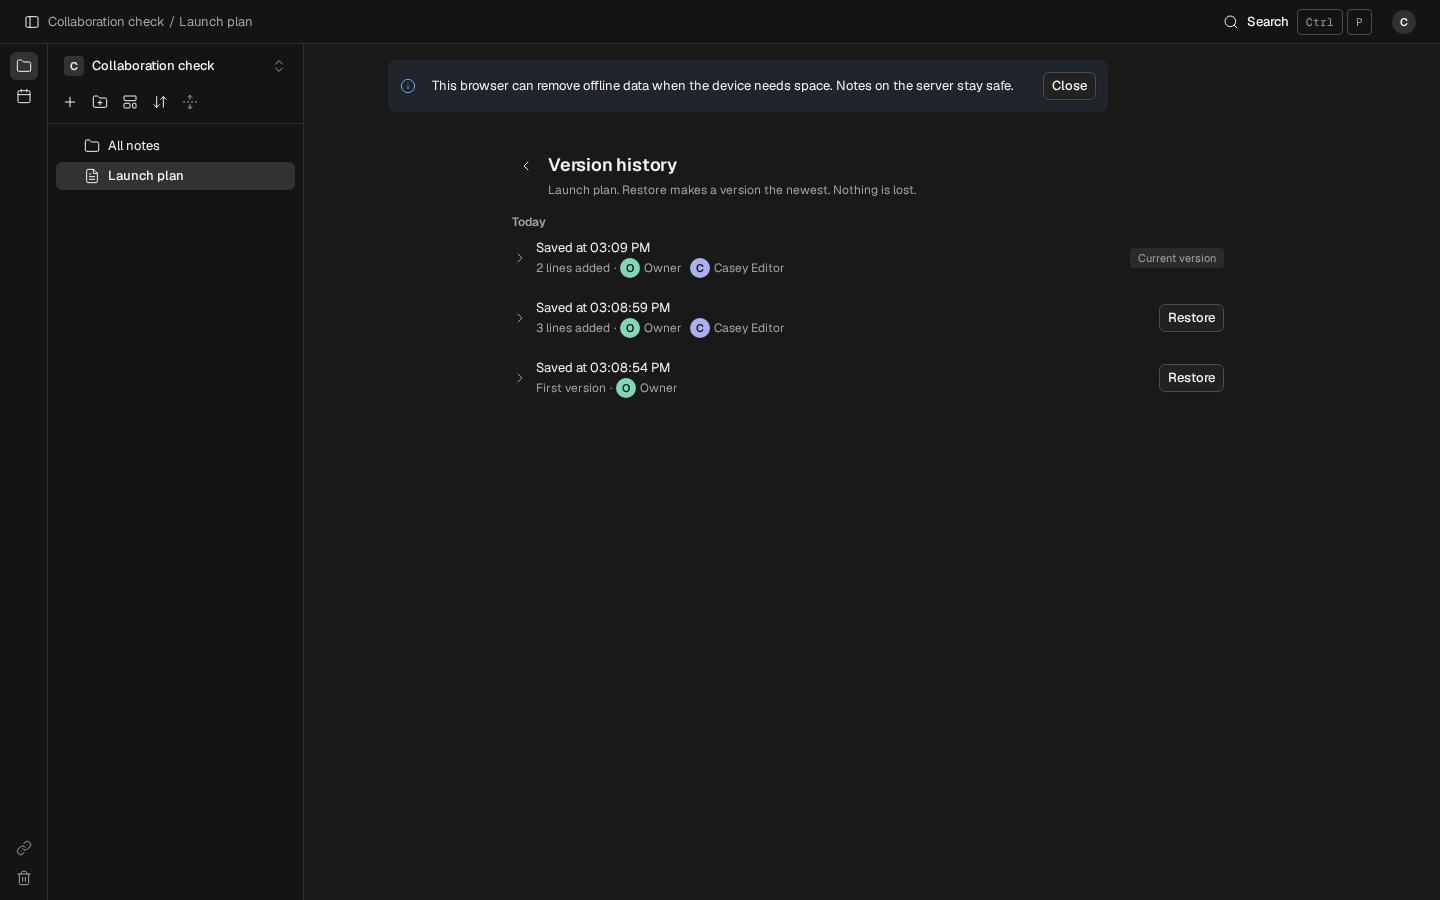 Collaboration check / Launch plan
Search Ctrl P C
C Collaboration check
This browser can remove offline data when the device needs space. Notes on the server stay safe. Close
All notes
Launch plan
Version history
Launch plan. Restore makes a version the newest. Nothing is lost.
Today
Saved at 03:09 PM
2 lines added · O Owner C Casey Editor
Current version
Saved at 03:08:59 PM
3 lines added · O Owner C Casey Editor
Restore
Saved at 03:08:54 PM
First version · O Owner
Restore